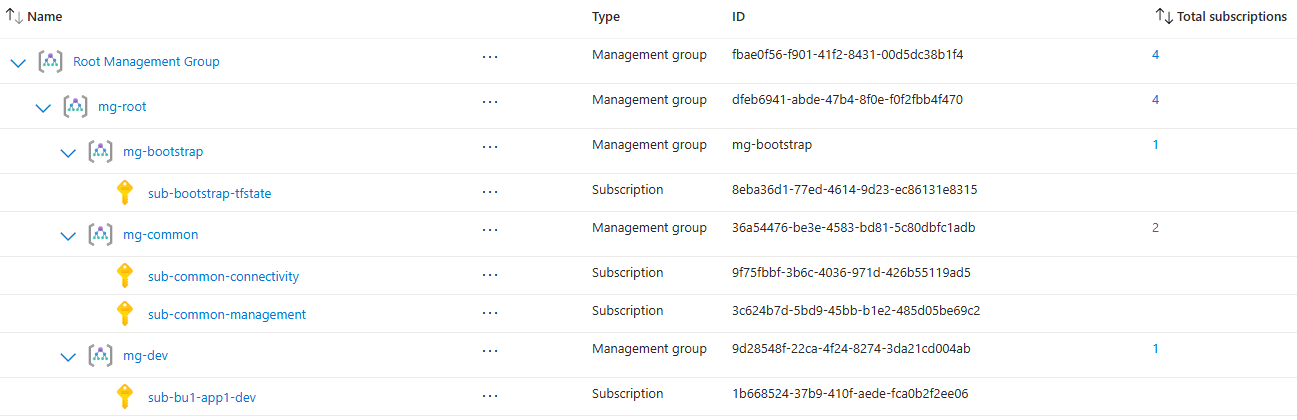 Name Type ID Total subscriptions
Root Management Group ... Management group fbae0f56-f901-41f2-8431-00d5dc38b1f4 4
mg-root ... Management group dfeb6941-abde-47b4-8f0e-f0f2fbb4f470 4
mg-bootstrap ... Management group mg-bootstrap 1
sub-bootstrap-tfstate ... Subscription 8eba36d1-77ed-4614-9d23-ec86131e8315
mg-common ... Management group 36a54476-be3e-4583-bd81-5c80dbfc1adb 2
sub-common-connectivity ... Subscription 9f75fbbf-3b6c-4036-971d-426b55119ad5
sub-common-management ... Subscription 3c624b7d-5bd9-45bb-b1e2-485d05be69c2
mg-dev ... Management group 9d28548f-22ca-4f24-8274-3da21cd004ab 1
sub-bu1-app1-dev ... Subscription 1b668524-37b9-410f-aede-fca0b2f2ee06